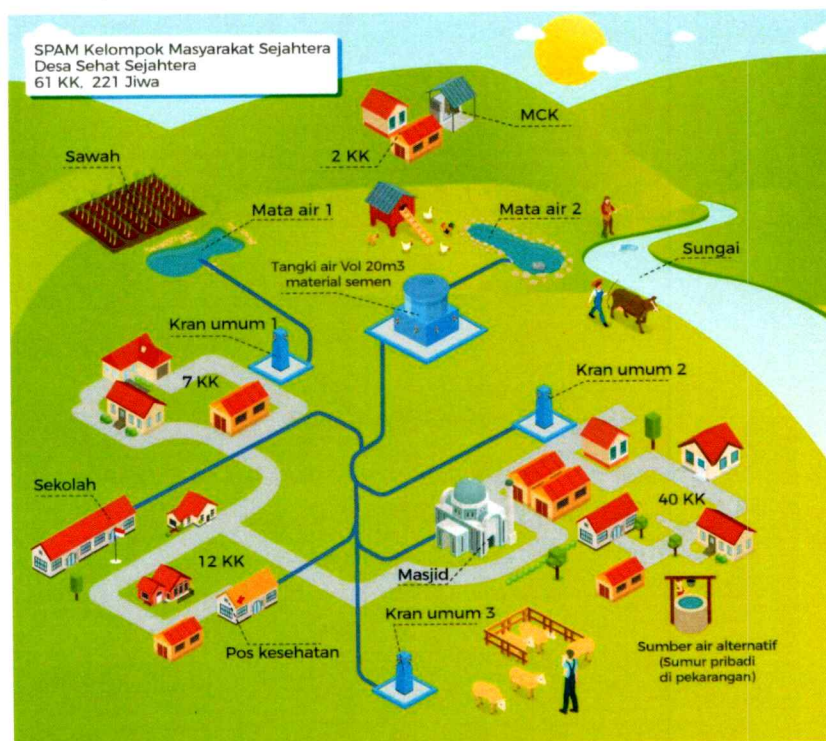 SPAM Kelompok Masyarakat Sejahtera
Desa Sehat Sejahtera
61 KK, 221 Jiwa
MCK
2 KK
Sawah
Mata air 1
Mata air 2
Sungai
Tangki air Vol 20m3
material semen
Kran umum 1
7 KK
Kran umum 2
Sekolah
40 KK
12 KK
Masjid
Kran umum 3
Pos kesehatan
Sumber air alternatif
(Sumur pribadi
di pekarangan)